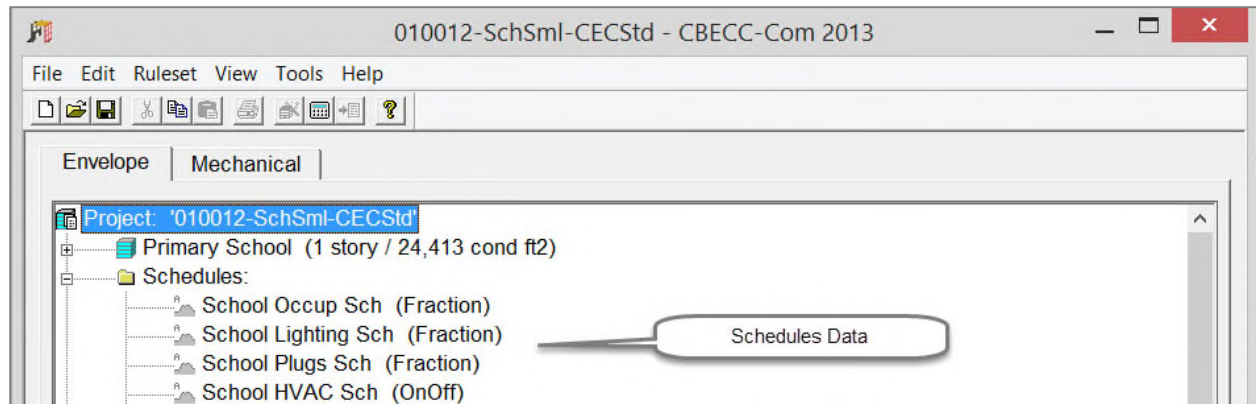 010012-SchSml-CECStd - CBECC-Com 2013
File Edit Ruleset View Tools Help
Envelope Mechanical
Project: '010012-SchSml-CECStd'
Primary School (1 story / 24,413 cond ft2)
Schedules:
School Occup Sch (Fraction)
School Lighting Sch (Fraction)
Schedules Data
School Plugs Sch (Fraction)
School HVAC Sch (OnOff)